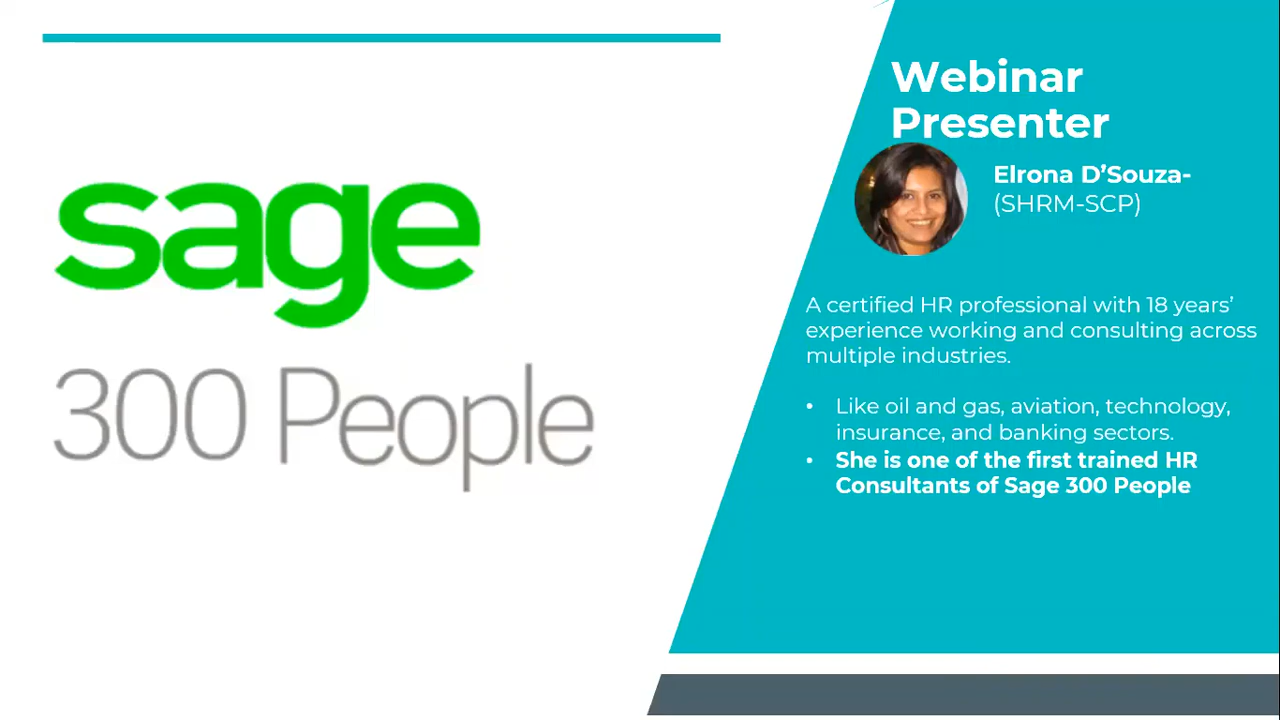 sage
300 People
Webinar
Presenter
Elrona D’Souza-
(SHRM-SCP)
A certified HR professional with 18 years’
experience working and consulting across
multiple industries.
• Like oil and gas, aviation, technology,
insurance, and banking sectors.
• She is one of the first trained HR
Consultants of Sage 300 People